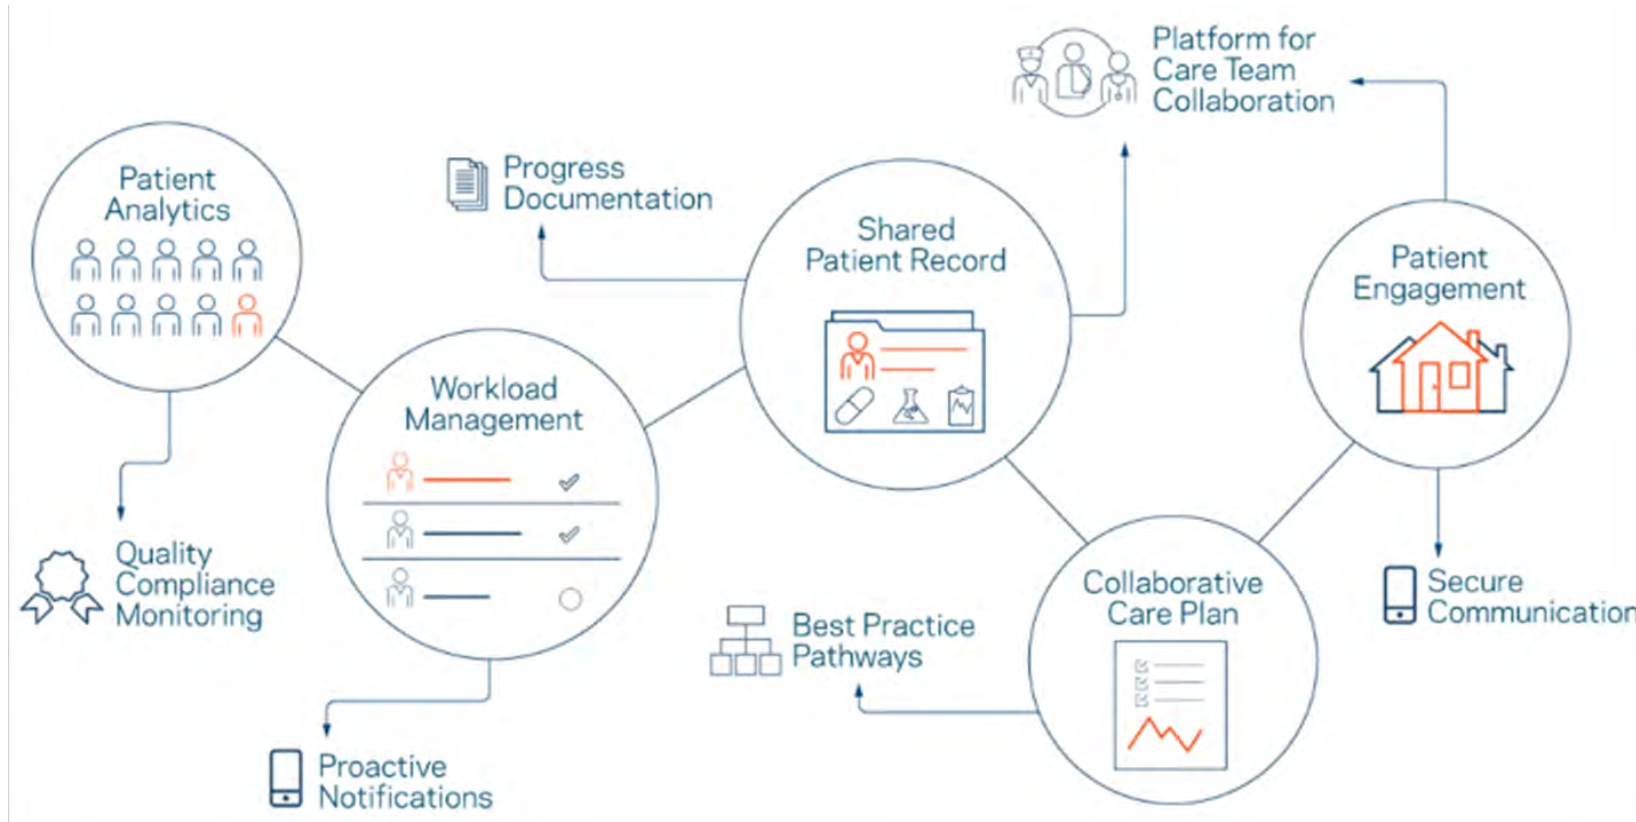 Platform for
Care Team
Collaboration
Patient
Analytics
Progress
Documentation
Shared
Patient Record
Patient
Engagement
Workload
Management
Quality
Compliance
Monitoring
Collaborative
Care Plan
Secure
Communication
Best Practice
Pathways
Proactive
Notifications